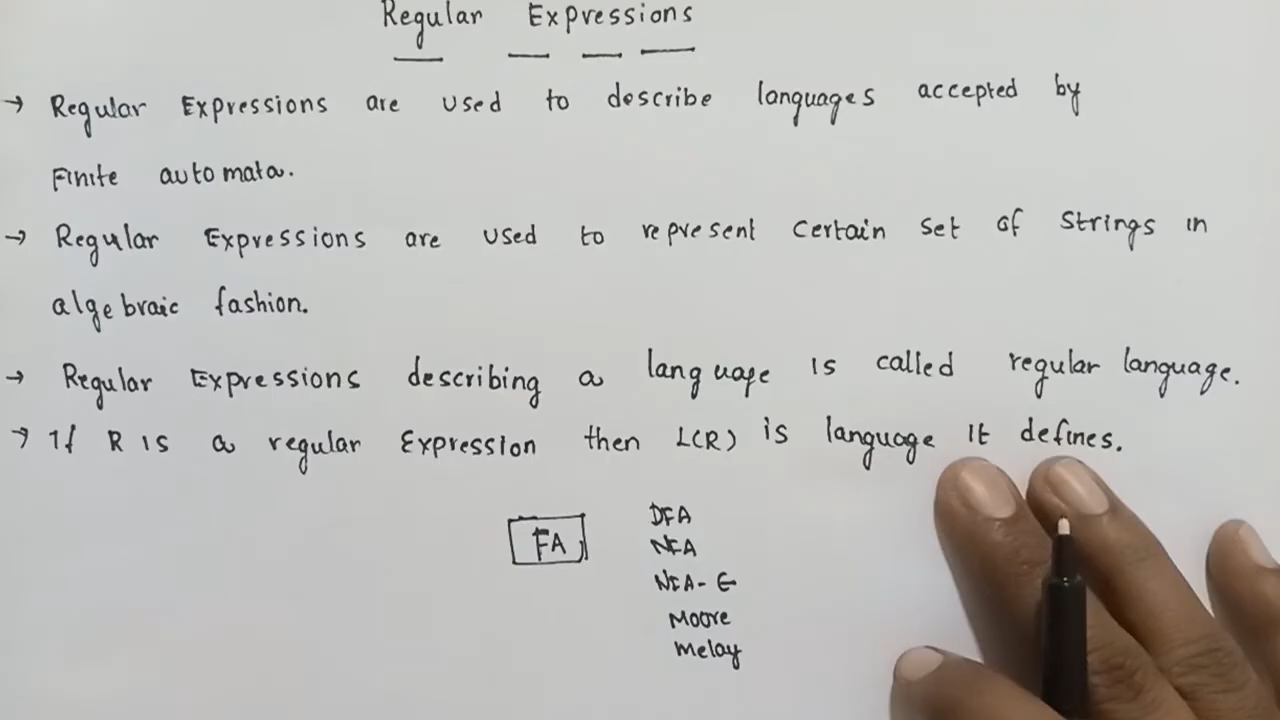 Regular Expressions
→ Regular Expressions are used to describe languages accepted by
Finite automata.
→ Regular Expressions are used to represent certain set of strings in
algebraic fashion.
→ Regular Expressions describing a language is called regular language.
→ If R is a regular Expression then L(R) is language it defines.
FA
DFA
NFA
NFA-ϵ
Moore
Melay